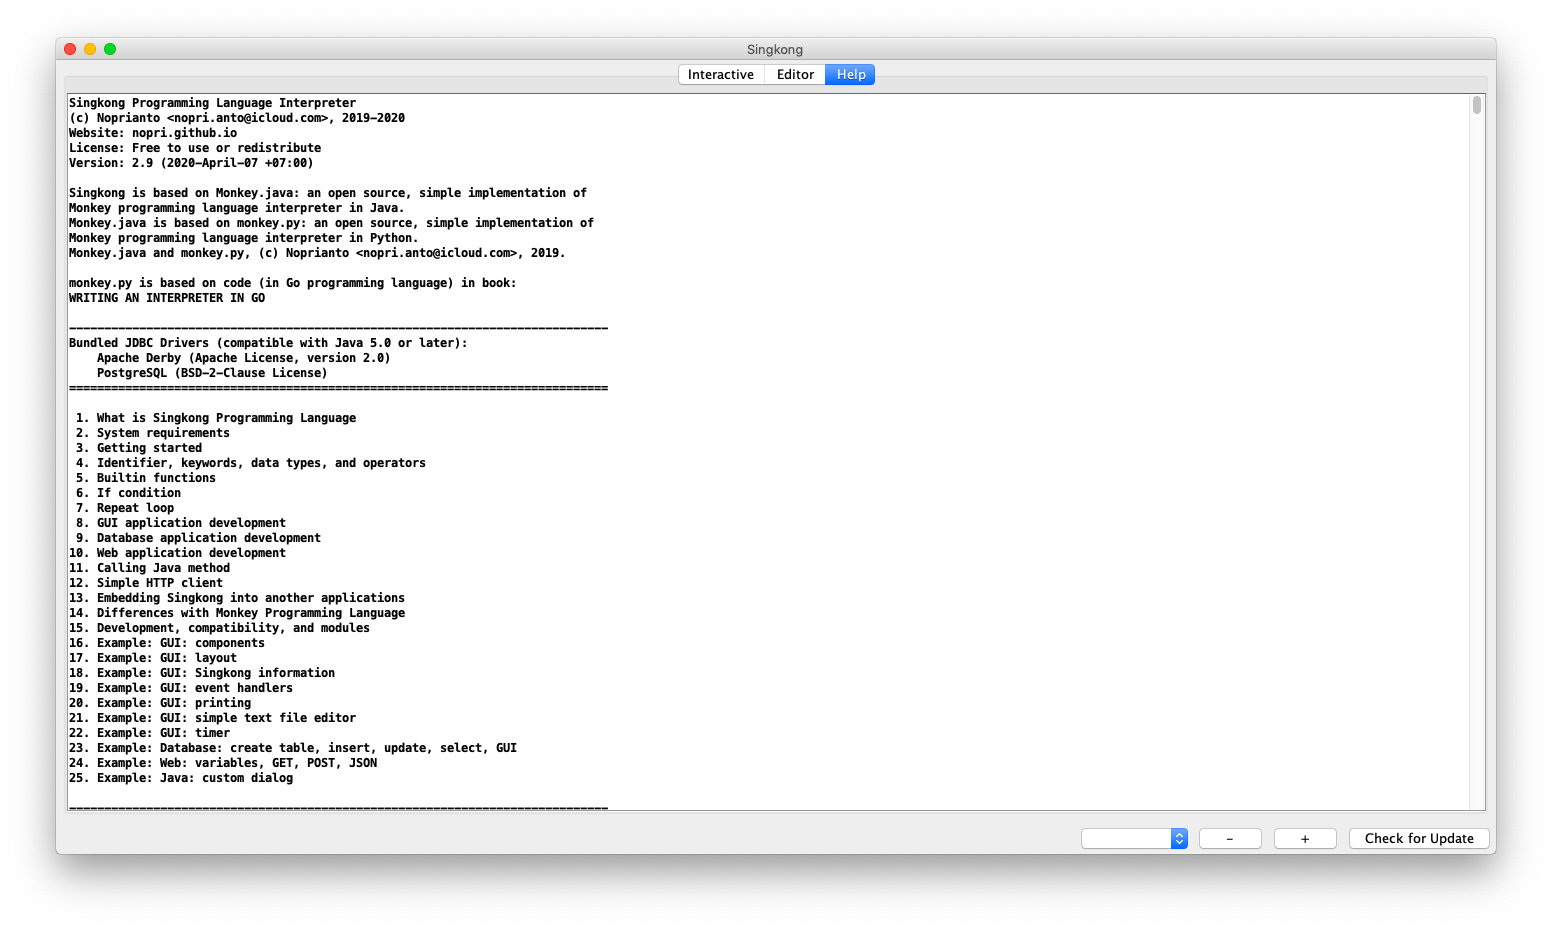 Singkong
Interactive Editor Help
Singkong Programming Language Interpreter
(c) Noprianto <nopri.anto@icloud.com>, 2019-2020
Website: nopri.github.io
License: Free to use or redistribute
Version: 2.9 (2020-April-07 +07:00)
Singkong is based on Monkey.java: an open source, simple implementation of
Monkey programming language interpreter in Java.
Monkey.java is based on monkey.py: an open source, simple implementation of
Monkey programming language interpreter in Python.
Monkey.java and monkey.py, (c) Noprianto <nopri.anto@icloud.com>, 2019.
monkey.py is based on code (in Go programming language) in book:
WRITING AN INTERPRETER IN GO
-----------------------------------------------------------------------------
Bundled JDBC Drivers (compatible with Java 5.0 or later):
    Apache Derby (Apache License, version 2.0)
    PostgreSQL (BSD-2-Clause License)
=============================================================================
 1. What is Singkong Programming Language
 2. System requirements
 3. Getting started
 4. Identifier, keywords, data types, and operators
 5. Builtin functions
 6. If condition
 7. Repeat loop
 8. GUI application development
 9. Database application development
10. Web application development
11. Calling Java method
12. Simple HTTP client
13. Embedding Singkong into another applications
14. Differences with Monkey Programming Language
15. Development, compatibility, and modules
16. Example: GUI: components
17. Example: GUI: layout
18. Example: GUI: Singkong information
19. Example: GUI: event handlers
20. Example: GUI: printing
21. Example: GUI: simple text file editor
22. Example: GUI: timer
23. Example: Database: create table, insert, update, select, GUI
24. Example: Web: variables, GET, POST, JSON
25. Example: Java: custom dialog
-----------------------------------------------------------------------------
- + Check for Update